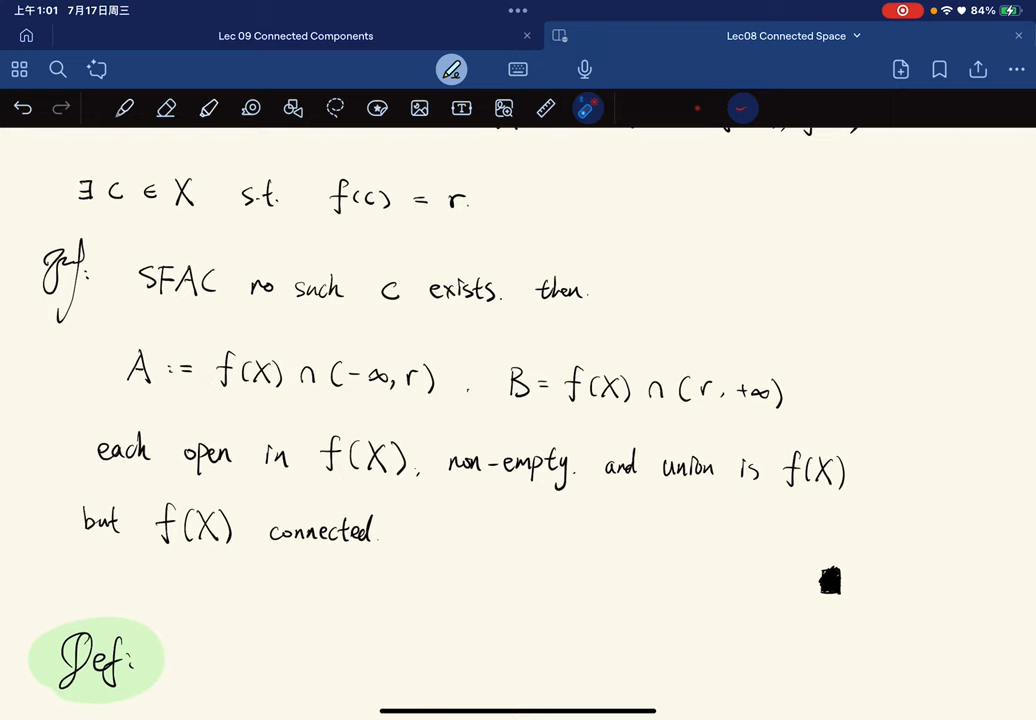 上午1:01 7月17日周三
84%
Lec 09 Connected Components
Lec08 Connected Space
∃ c ∈ X s.t. f(c) = r.
prf:
SFAC no such c exists. then.
A := f(X) ∩ (-∞, r) . B = f(X) ∩ (r, +∞)
each open in f(X), non-empty. and union is f(X)
but f(X) connected.
Def: